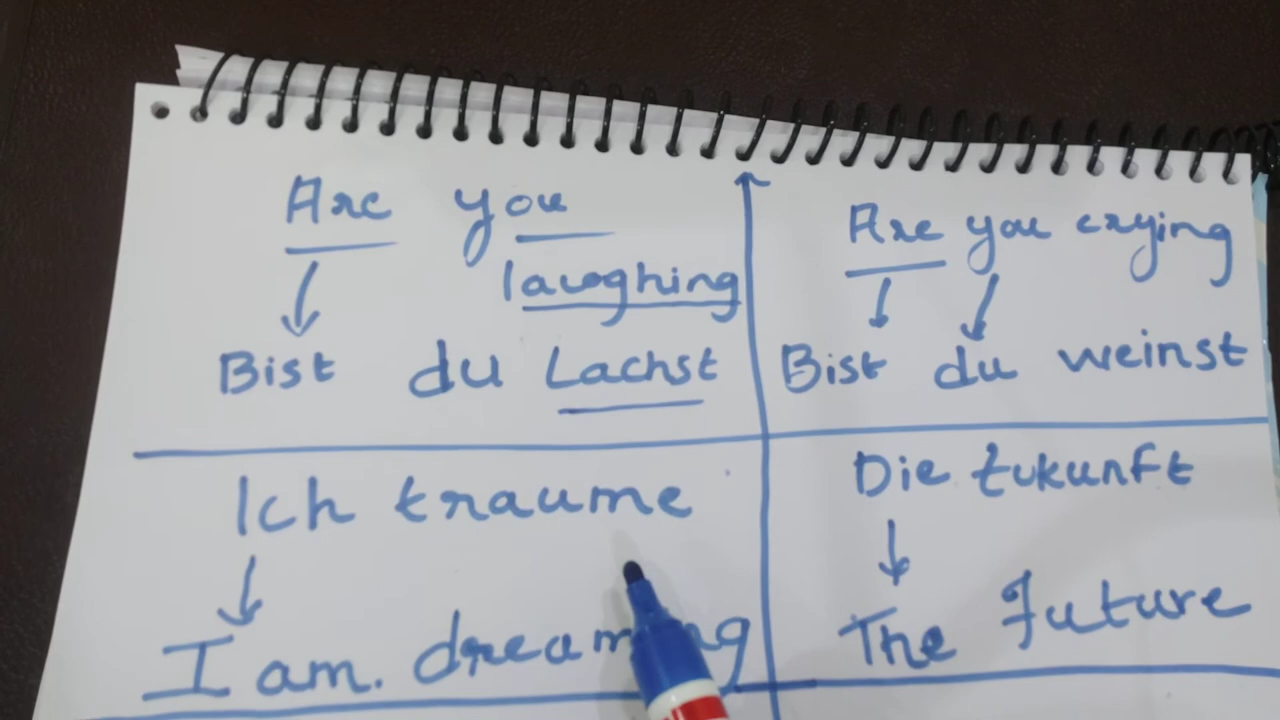 Are you
laughing
Bist du Lachst
Are you crying
Bist du weinst
Ich traume
I am. dreaming
Die zukunft
The Future